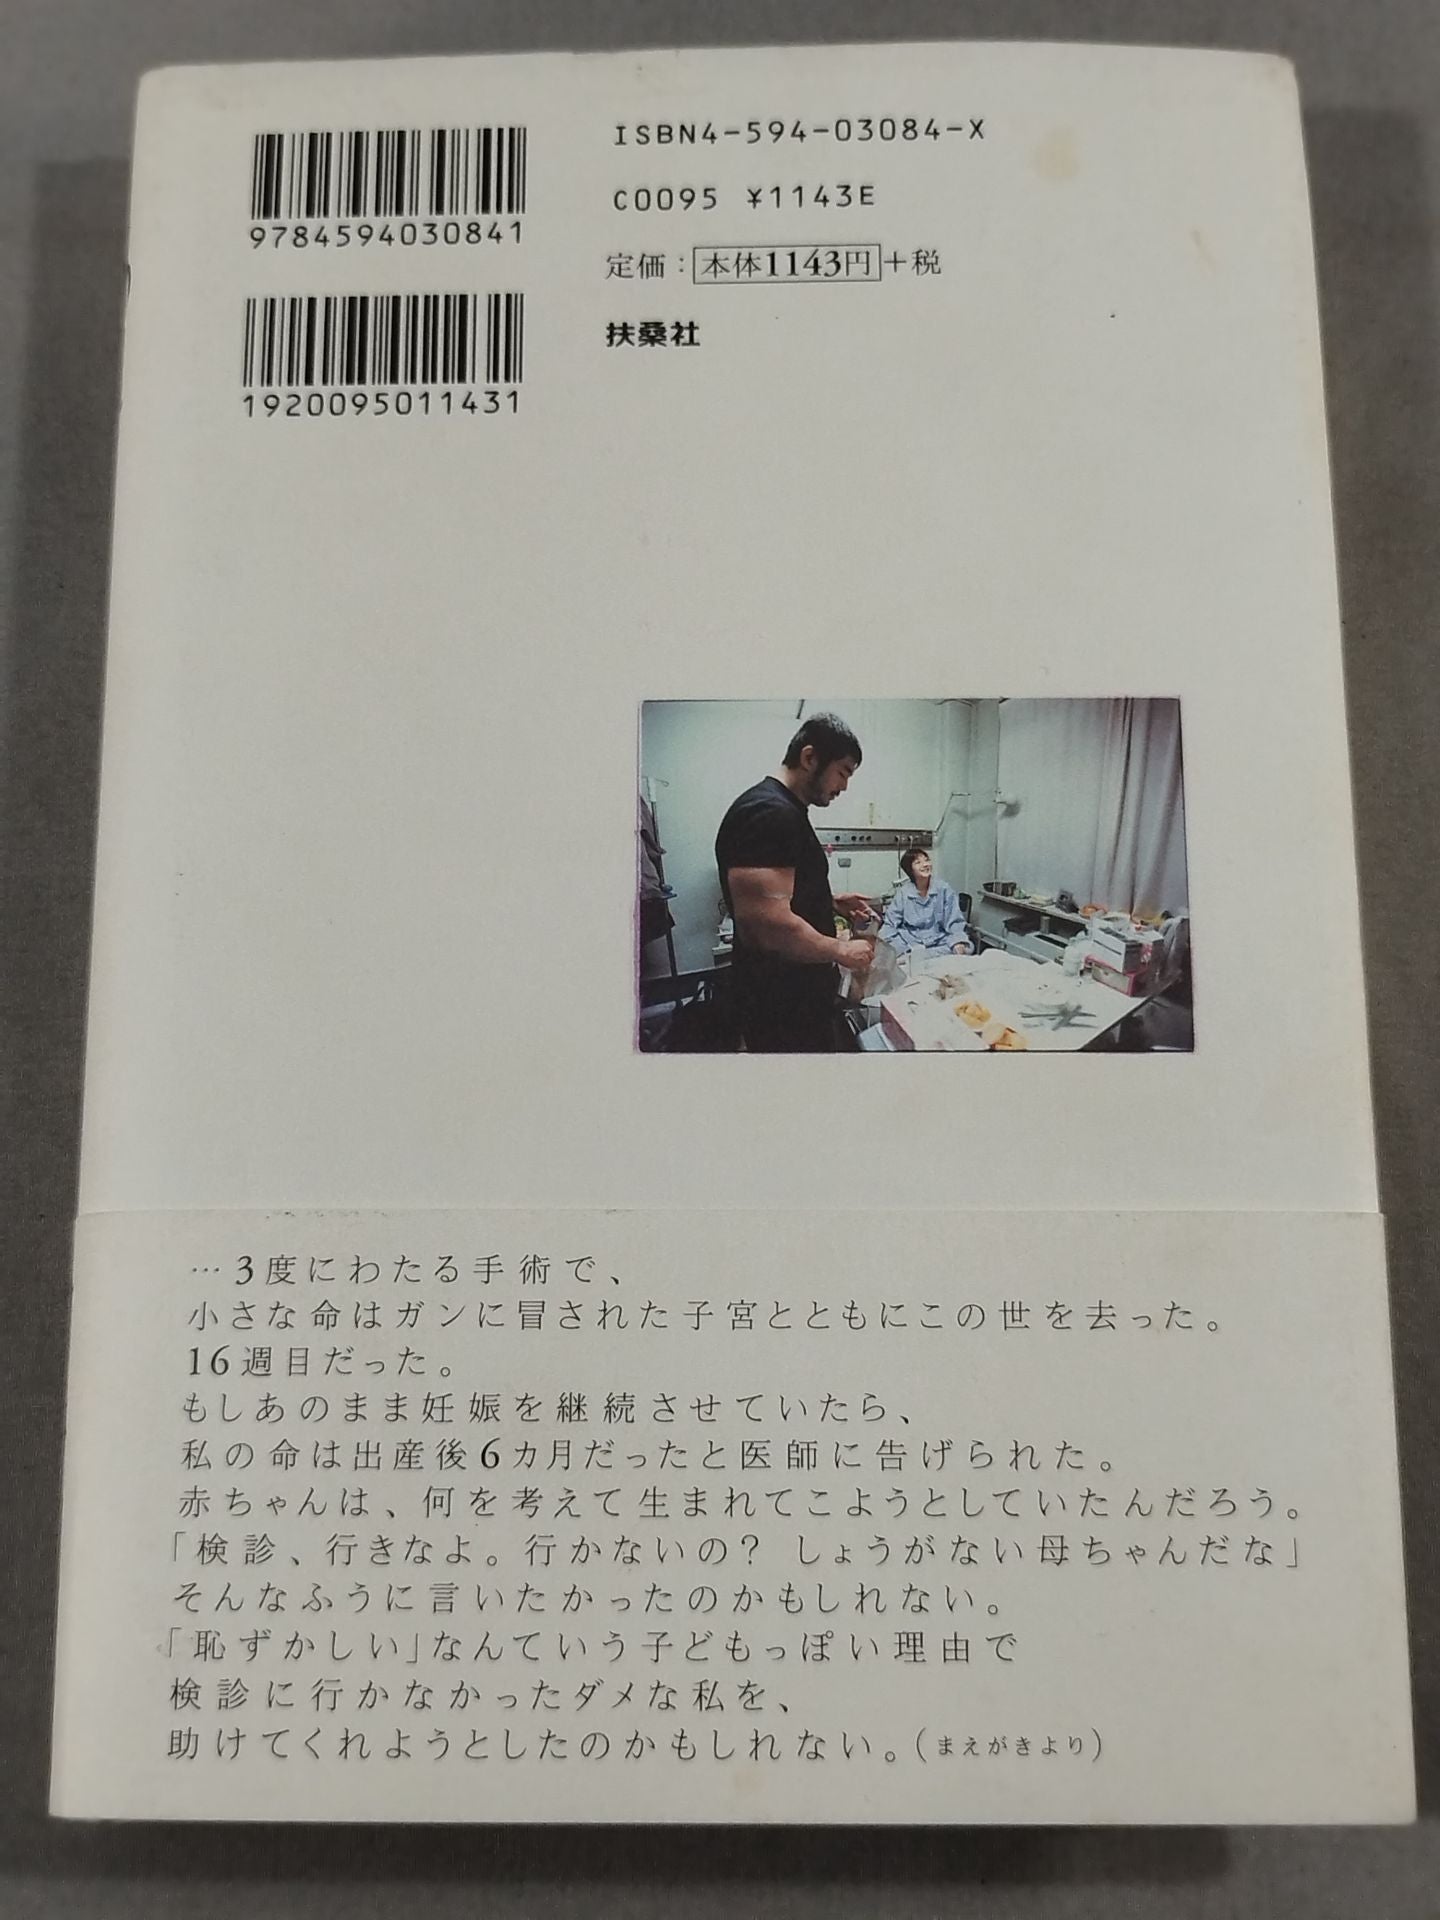 9784594030841
1920095011431
ISBN4-594-03084-X
C0095 ¥1143E
定価：本体1143円+税
扶桑社
…3度にわたる手術で、
小さな命はガンに冒された子宮とともにこの世を去った。
16週目だった。
もしあのまま妊娠を継続させていたら、
私の命は出産後6カ月だったと医師に告げられた。
赤ちゃんは、何を考えて生まれてこようとしていたんだろう。
「検診、行きなよ。行かないの？ しょうがない母ちゃんだな」
そんなふうに言いたかったのかもしれない。
「恥ずかしい」なんていう子どもっぽい理由で
検診に行かなかったダメな私を、
助けてくれようとしたのかもしれない。（まえがきより）